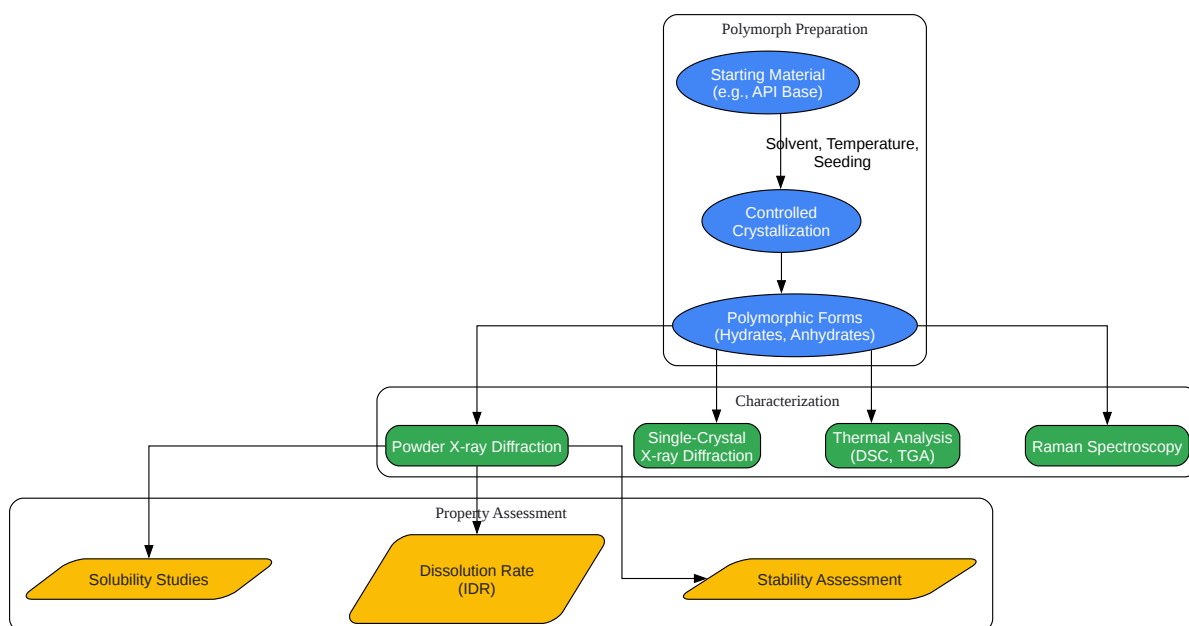 Polymorph Preparation
Starting Material
(e.g., API Base)
Solvent, Temperature,
Seeding
Controlled
Crystallization
Polymorphic Forms
(Hydrates, Anhydrates)
Characterization
Powder X-ray Diffraction
Single-Crystal
X-ray Diffraction
Thermal Analysis
(DSC, TGA)
Raman Spectroscopy
Property Assessment
Solubility Studies
Dissolution Rate
(IDR)
Stability Assessment